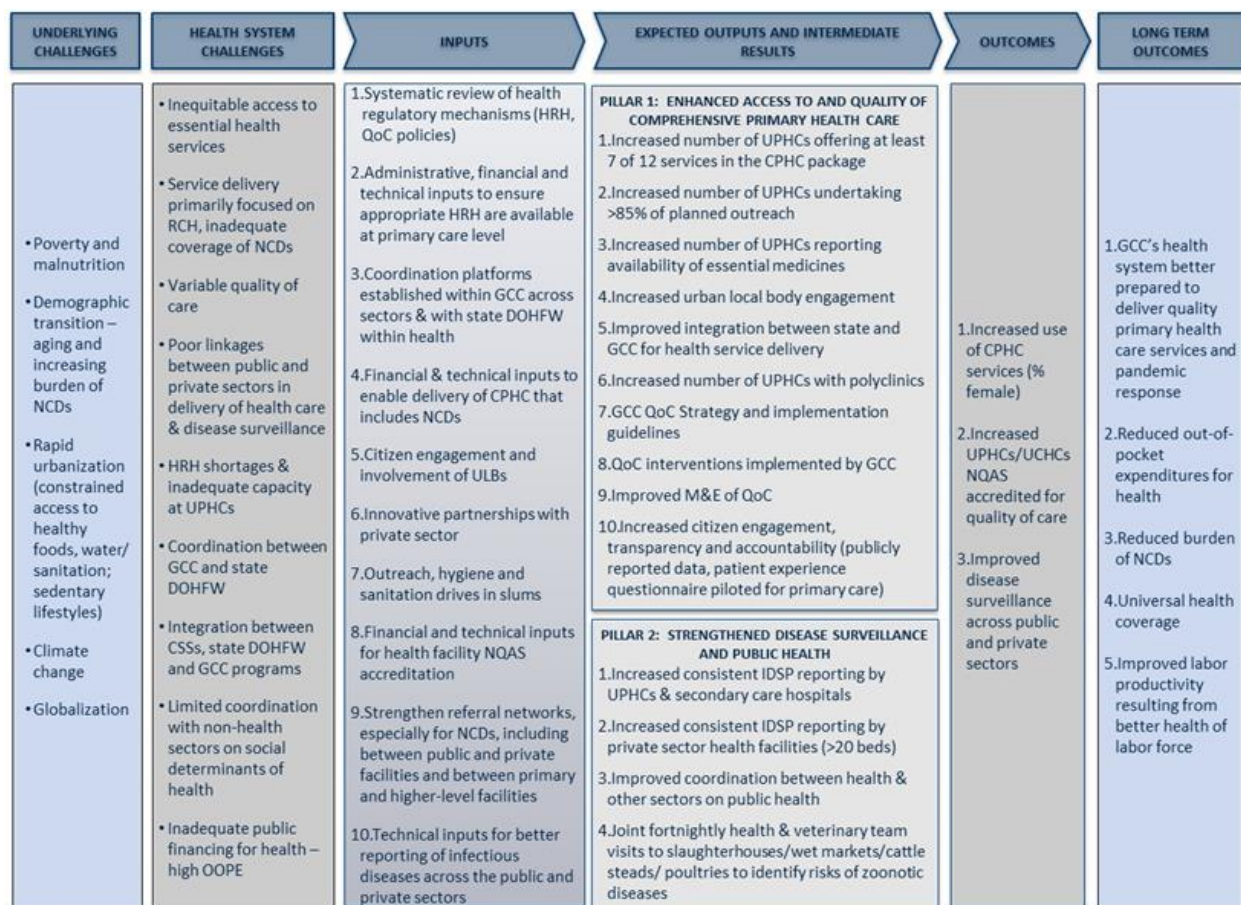 UNDERLYING
CHALLENGES
HEALTH SYSTEM
CHALLENGES
INPUTS
EXPECTED OUTPUTS AND INTERMEDIATE
RESULTS
OUTCOMES
LONG TERM
OUTCOMES
• Poverty and
malnutrition
• Demographic
transition –
aging and
increasing
burden of
NCDs
• Rapid
urbanization
(constrained
access to
healthy
foods, water/
sanitation;
sedentary
lifestyles)
• Climate
change
• Globalization
• Inequitable access to
essential health
services
• Service delivery
primarily focused on
RCH, inadequate
coverage of NCDs
• Variable quality of
care
• Poor linkages
between public and
private sectors in
delivery of health care
& disease surveillance
• HRH shortages &
inadequate capacity
at UPHCs
• Coordination between
GCC and state
DOHFW
• Integration between
CSSs, state DOHFW
and GCC programs
• Limited coordination
with non-health
sectors on social
determinants of
health
• Inadequate public
financing for health –
high OOPE
1.Systematic review of health
regulatory mechanisms (HRH,
QoC policies)
2.Administrative, financial and
technical inputs to ensure
appropriate HRH are available
at primary care level
3.Coordination platforms
established within GCC across
sectors & with state DOHFW
within health
4.Financial & technical inputs to
enable delivery of CPHC that
includes NCDs
5.Citizen engagement and
involvement of ULBs
6.Innovative partnerships with
private sector
7.Outreach, hygiene and
sanitation drives in slums
8.Financial and technical inputs
for health facility NQAS
accreditation
9.Strengthen referral networks,
especially for NCDs, including
between public and private
facilities and between primary
and higher-level facilities
10.Technical inputs for better
reporting of infectious
diseases across the public and
private sectors
PILLAR 1: ENHANCED ACCESS TO AND QUALITY OF
COMPREHENSIVE PRIMARY HEALTH CARE
1.Increased number of UPHCs offering at least
7 of 12 services in the CPHC package
2.Increased number of UPHCs undertaking
>85% of planned outreach
3.Increased number of UPHCs reporting
availability of essential medicines
4.Increased urban local body engagement
5.Improved integration between state and
GCC for health service delivery
6.Increased number of UPHCs with polyclinics
7.GCC QoC Strategy and implementation
guidelines
8.QoC interventions implemented by GCC
9.Improved M&E of QoC
10.Increased citizen engagement,
transparency and accountability (publicly
reported data, patient experience
questionnaire piloted for primary care)
PILLAR 2: STRENGTHENED DISEASE SURVEILLANCE
AND PUBLIC HEALTH
1.Increased consistent IDSP reporting by
UPHCs & secondary care hospitals
2.Increased consistent IDSP reporting by
private sector health facilities (>20 beds)
3.Improved coordination between health &
other sectors on public health
4.Joint fortnightly health & veterinary team
visits to slaughterhouses/wet markets/cattle
steads/ poultries to identify risks of zoonotic
diseases
1.Increased use
of CPHC
services (%
female)
2.Increased
UPHCs/UCHCs
NQAS
accredited for
quality of care
3.Improved
disease
surveillance
across public
and private
sectors
1.GCC's health
system better
prepared to
deliver quality
primary health
care services and
pandemic
response
2.Reduced out-of-
pocket
expenditures for
health
3.Reduced burden
of NCDs
4.Universal health
coverage
5.Improved labor
productivity
resulting from
better health of
labor force